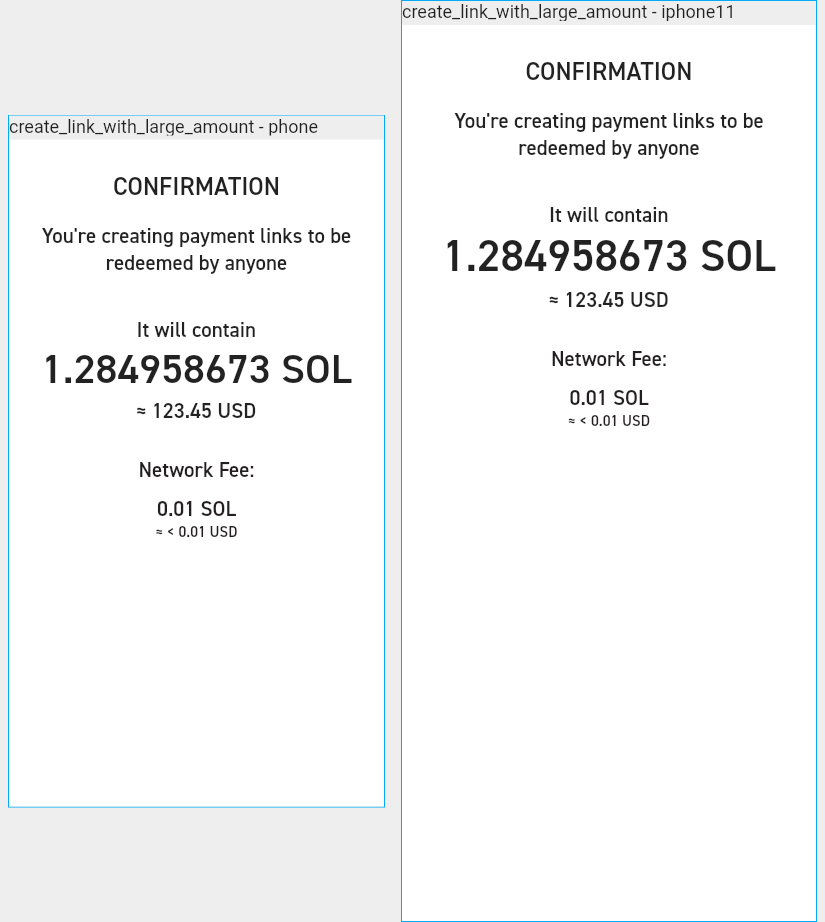 create_link_with_large_amount - phone
CONFIRMATION
You're creating payment links to be
redeemed by anyone
It will contain
1.284958673 SOL
≈ 123.45 USD
Network Fee:
0.01 SOL
≈ < 0.01 USD
create_link_with_large_amount - iphone11
CONFIRMATION
You're creating payment links to be
redeemed by anyone
It will contain
1.284958673 SOL
≈ 123.45 USD
Network Fee:
0.01 SOL
≈ < 0.01 USD